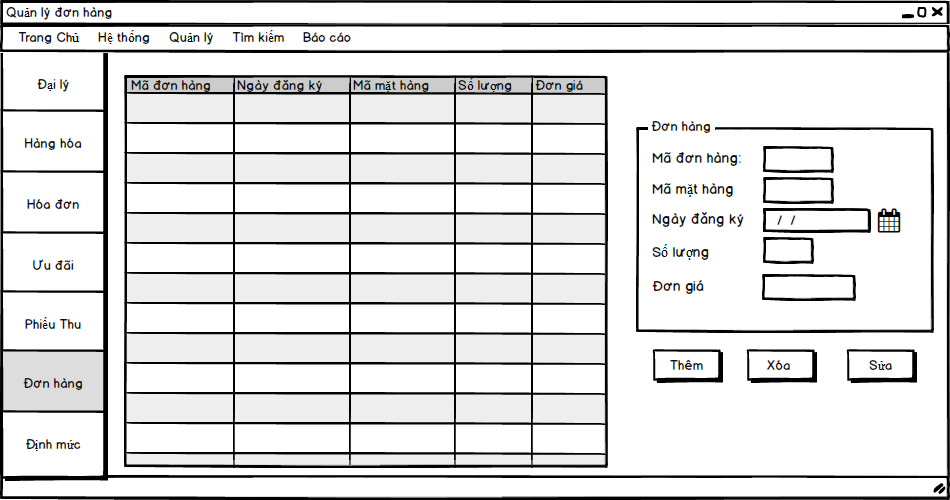 Quản lý đơn hàng
Trang Chủ Hệ thống Quản lý Tìm kiếm Báo cáo
Đại lý
Hàng hóa
Hóa đơn
Ưu đãi
Phiếu Thu
Đơn hàng
Định mức
Mã đơn hàng Ngày đăng ký Mã mặt hàng Số lượng Đơn giá
Đơn hàng
Mã đơn hàng:
Mã mặt hàng
Ngày đăng ký / /
Số lượng
Đơn giá
Thêm Xóa Sửa